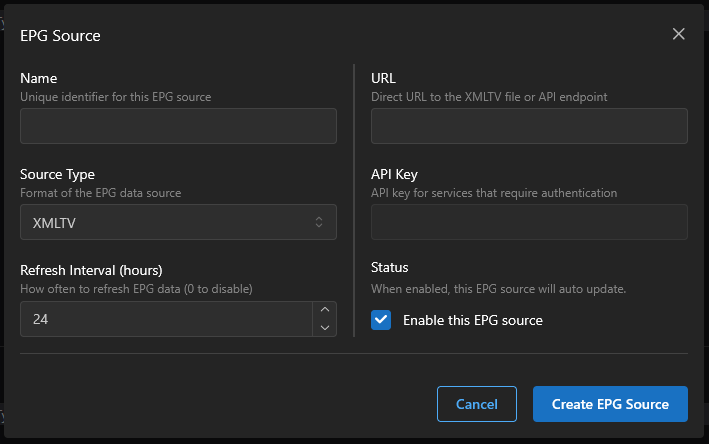 EPG Source
Name
Unique identifier for this EPG source
URL
Direct URL to the XMLTV file or API endpoint
Source Type
Format of the EPG data source
XMLTV
API Key
API key for services that require authentication
Refresh Interval (hours)
How often to refresh EPG data (0 to disable)
24
Status
When enabled, this EPG source will auto update.
Enable this EPG source
Cancel
Create EPG Source